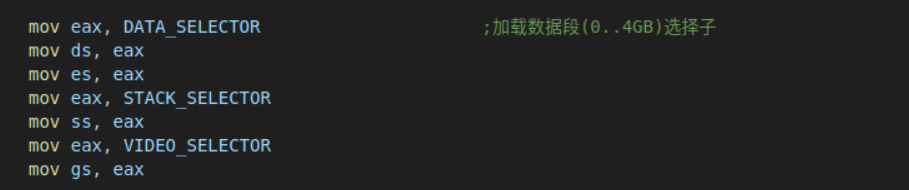 mov eax, DATA_SELECTOR ;加载数据段(0..4GB)选择子
mov ds, eax
mov es, eax
mov eax, STACK_SELECTOR
mov ss, eax
mov eax, VIDEO_SELECTOR
mov gs, eax